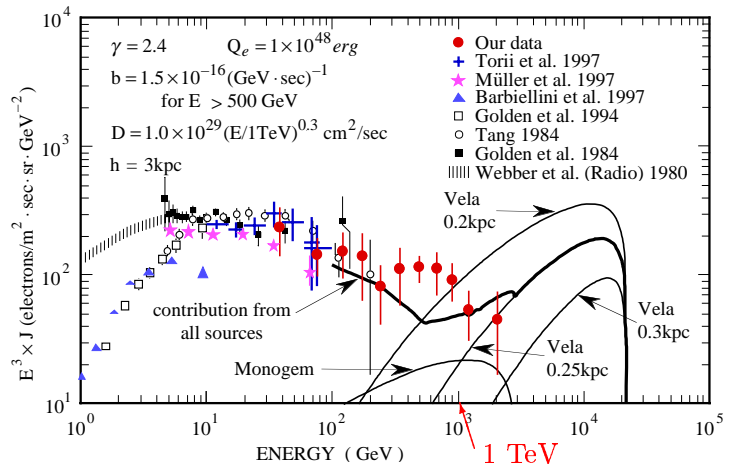 γ = 2.4 Q_e = 1×10^48 erg
b = 1.5×10^-16 (GeV·sec)^-1
for E > 500 GeV
D = 1.0×10^29 (E/1TeV)^0.3 cm^2/sec
h = 3kpc
Our data
Torii et al. 1997
Müller et al. 1997
Barbiellini et al. 1997
Golden et al. 1994
Tang 1984
Golden et al. 1984
Webber et al. (Radio) 1980
Vela
0.2kpc
contribution from
all sources
Monogem
Vela
0.25kpc
Vela
0.3kpc
E^3 × J (electrons/m^2·sec·sr·GeV^-2)
10^4
10^3
10^2
10^1
10^0 10^1 10^2 10^3 10^4 10^5
ENERGY (GeV)
1 TeV